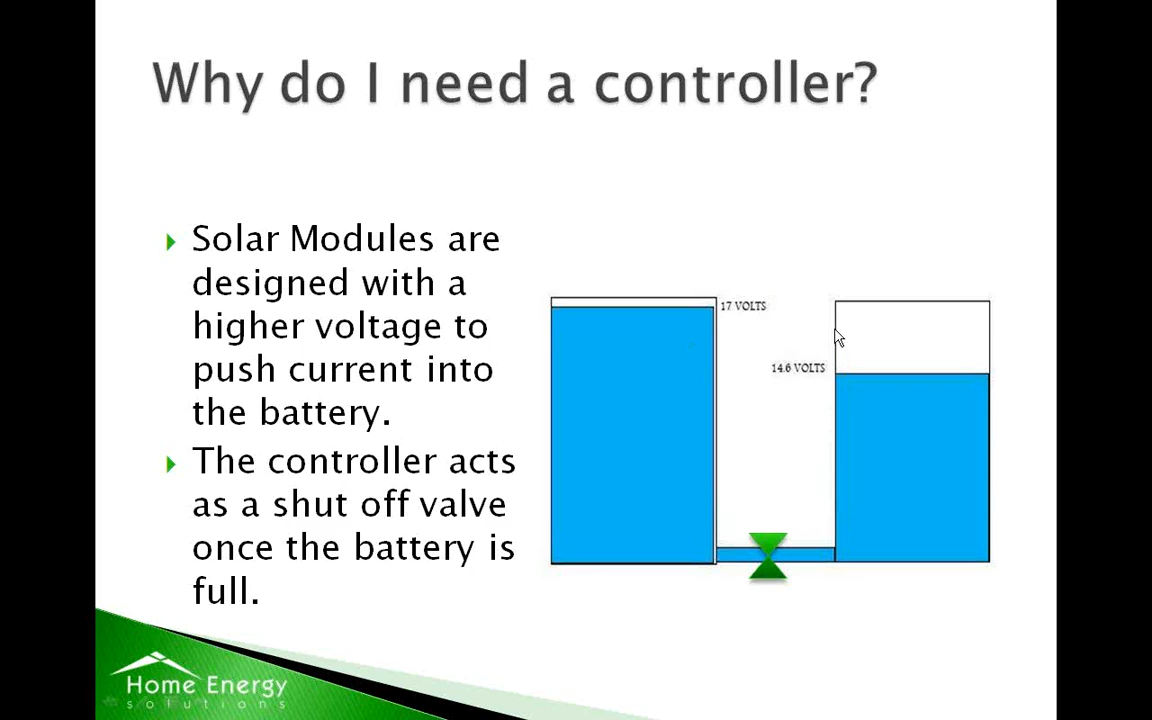 Why do I need a controller?
Solar Modules are
designed with a
higher voltage to
push current into
the battery.
The controller acts
as a shut off valve
once the battery is
full.
17 VOLTS
14.6 VOLTS
Home Energy
solutions